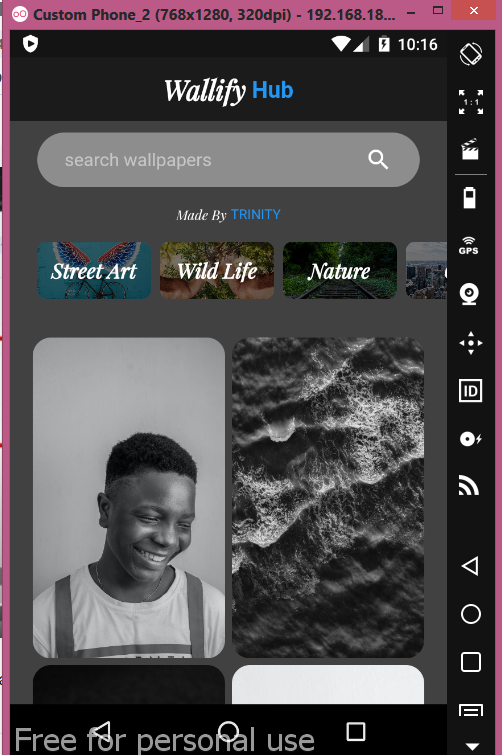 Custom Phone_2 (768x1280, 320dpi) - 192.168.18...
10:16
Wallify Hub
search wallpapers
Made By TRINITY
Street Art
Wild Life
Nature
1:1
GPS
ID
Free for personal use